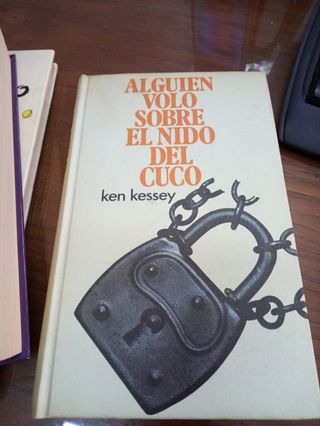 ALGUIEN
VOLO
SOBRE
EL NIDO
DEL
CUCO
ken kessey